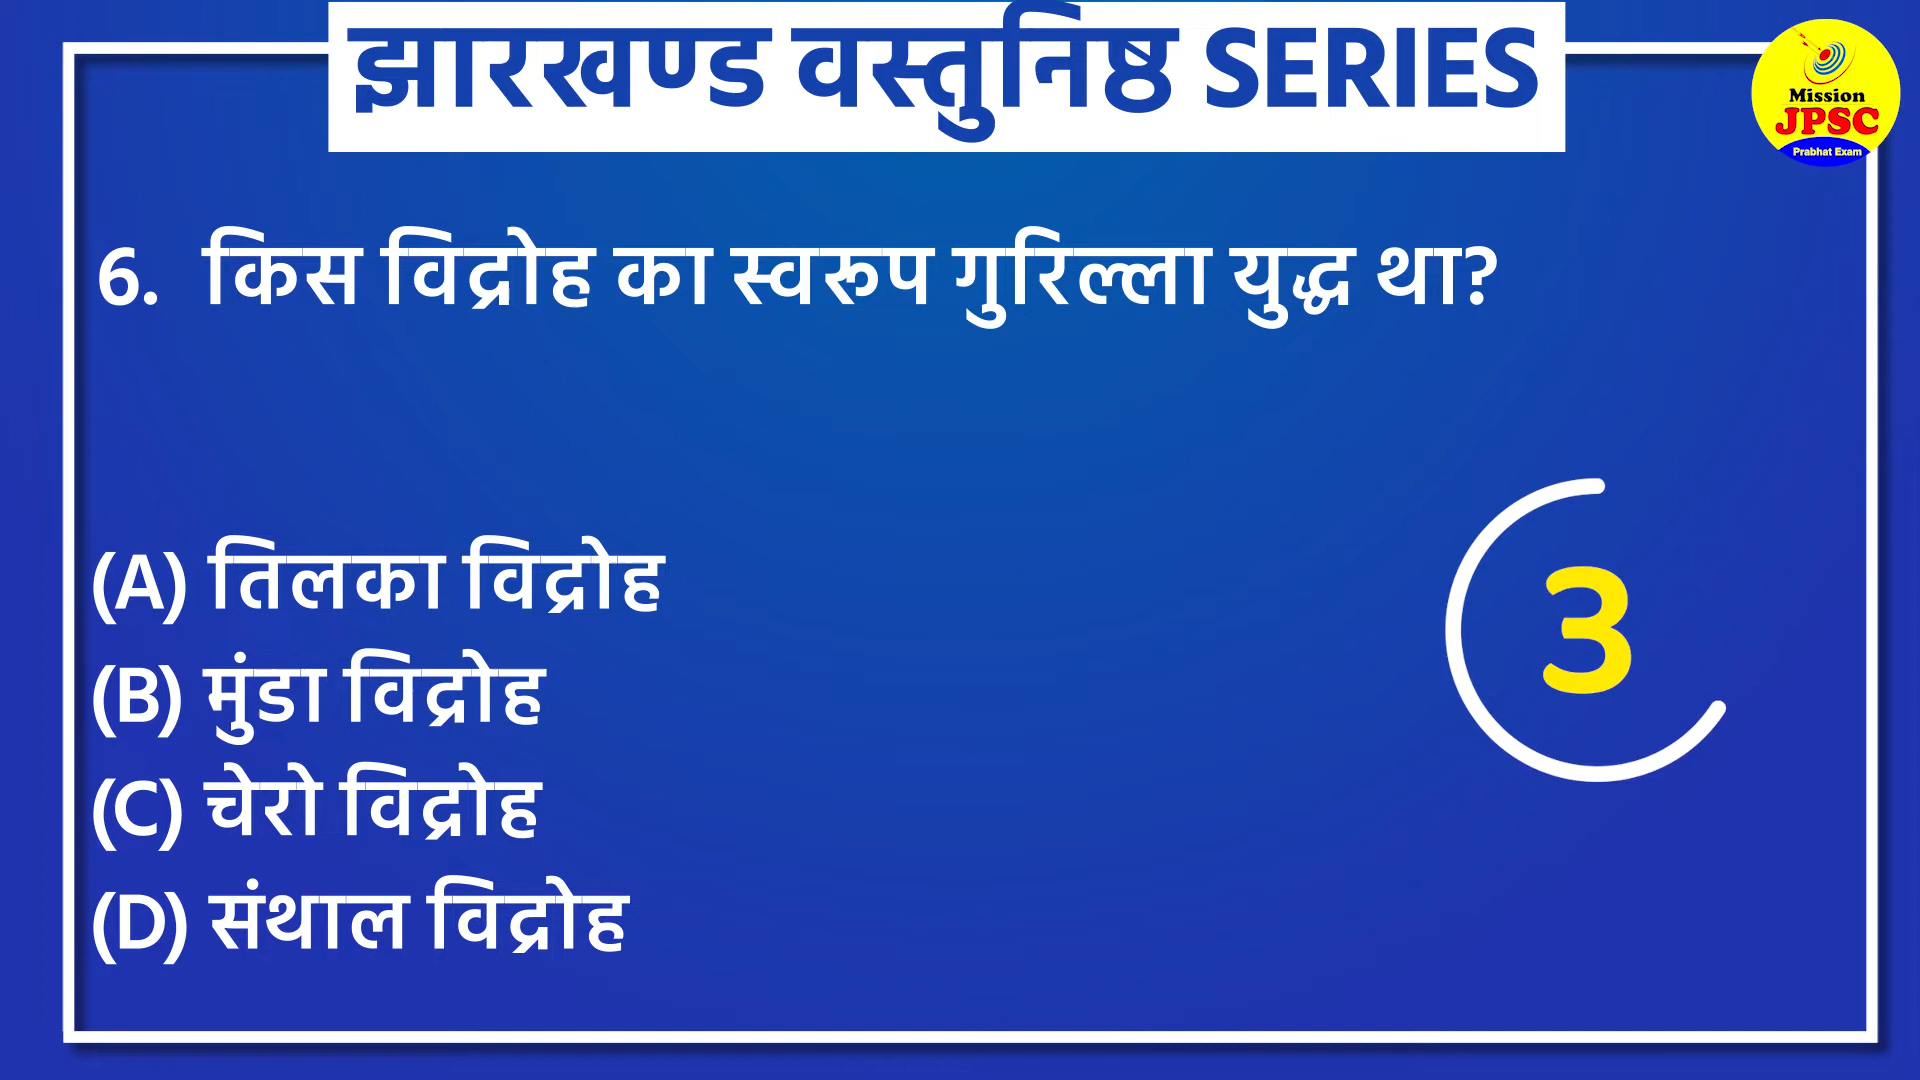 झारखण्ड वस्तुनिष्ठ SERIES
Mission
JPSC
Prabhat Exam
6. किस विद्रोह का स्वरूप गुरिल्ला युद्ध था?
(A) तिलका विद्रोह
(B) मुंडा विद्रोह
(C) चेरो विद्रोह
(D) संथाल विद्रोह
3